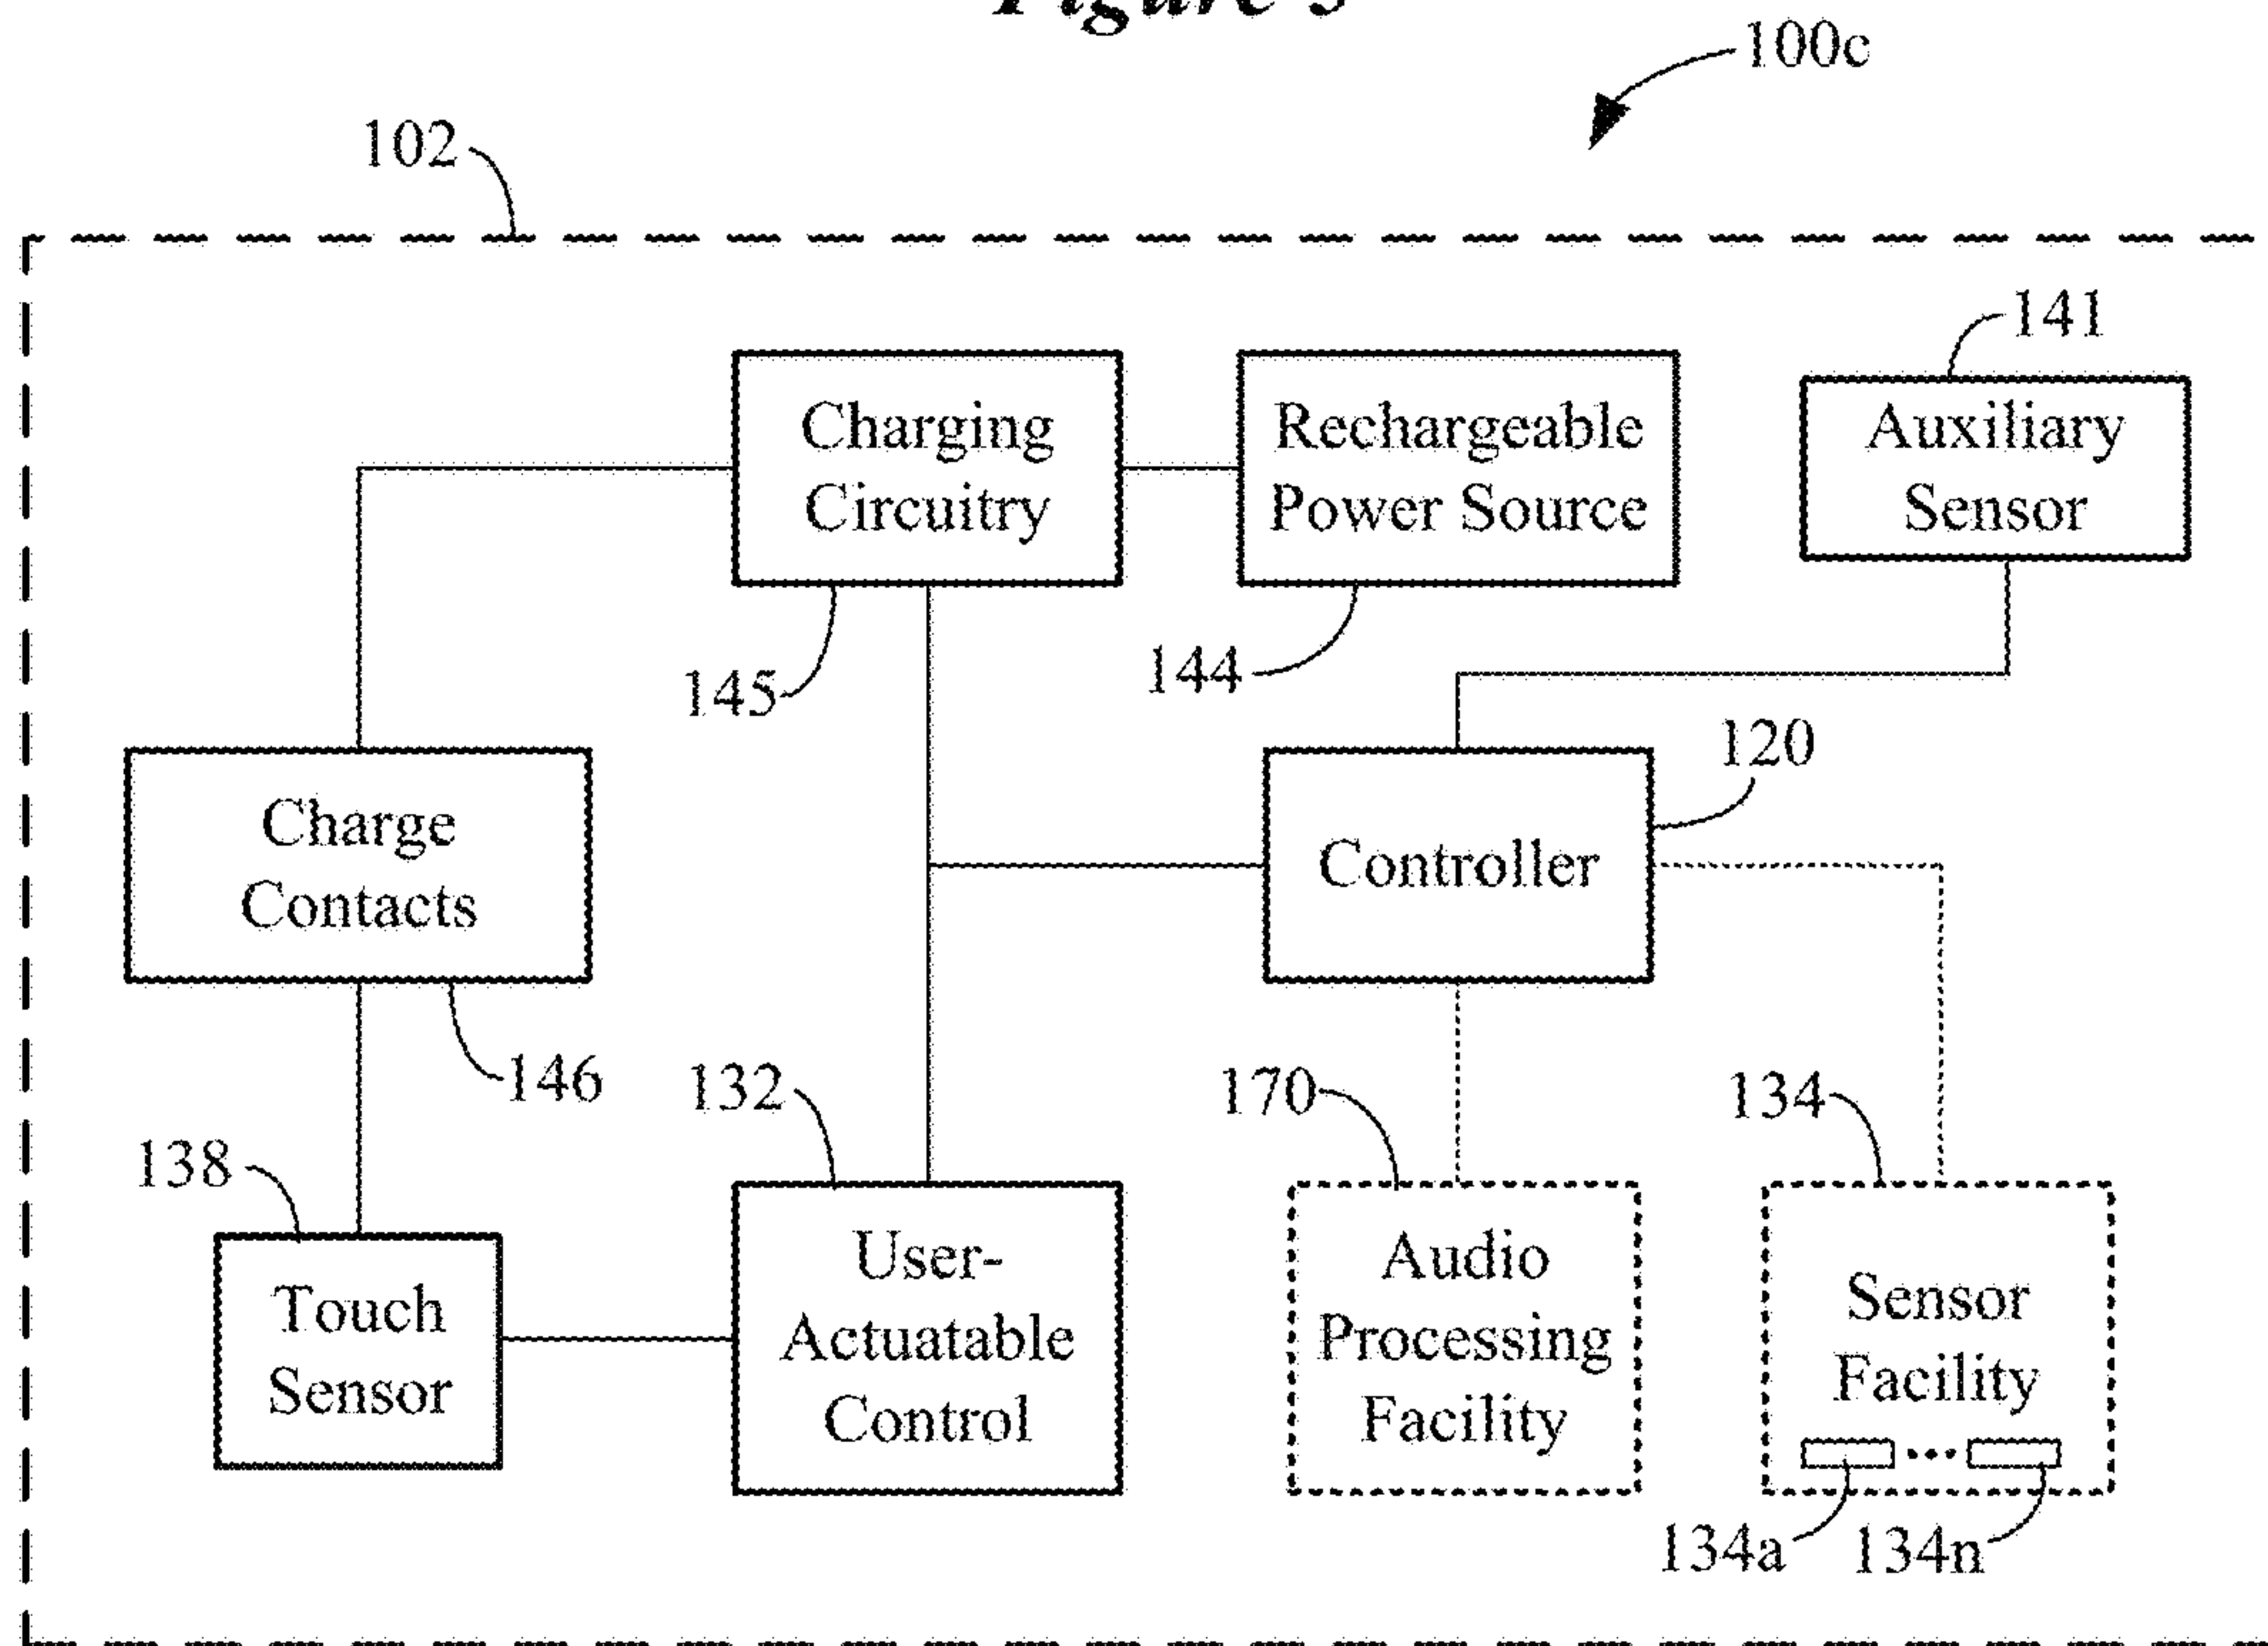 100c
102
141
Charging
Circuitry
Rechargeable
Power Source
Auxiliary
Sensor
145
144
120
Charge
Contacts
Controller
146
132
170
134
138
Touch
Sensor
User-
Actuatable
Control
Audio
Processing
Facility
Sensor
Facility
134a
134n